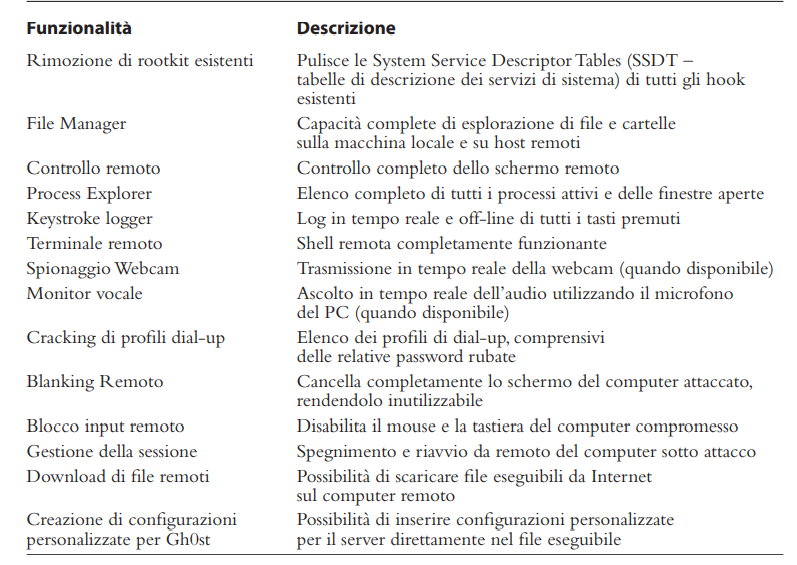 Funzionalità Descrizione
Rimozione di rootkit esistenti Pulisce le System Service Descriptor Tables (SSDT –
tabelle di descrizione dei servizi di sistema) di tutti gli hook
esistenti
File Manager Capacità complete di esplorazione di file e cartelle
sulla macchina locale e su host remoti
Controllo remoto Controllo completo dello schermo remoto
Process Explorer Elenco completo di tutti i processi attivi e delle finestre aperte
Keystroke logger Log in tempo reale e off-line di tutti i tasti premuti
Terminale remoto Shell remota completamente funzionante
Spionaggio Webcam Trasmissione in tempo reale della webcam (quando disponibile)
Monitor vocale Ascolto in tempo reale dell’audio utilizzando il microfono
del PC (quando disponibile)
Cracking di profili dial-up Elenco dei profili di dial-up, comprensivi
delle relative password rubate
Blanking Remoto Cancella completamente lo schermo del computer attaccato,
rendendolo inutilizzabile
Blocco input remoto Disabilita il mouse e la tastiera del computer compromesso
Gestione della sessione Spegnimento e riavvio da remoto del computer sotto attacco
Download di file remoti Possibilità di scaricare file eseguibili da Internet
sul computer remoto
Creazione di configurazioni Possibilità di inserire configurazioni personalizzate
personalizzate per Gh0st per il server direttamente nel file eseguibile